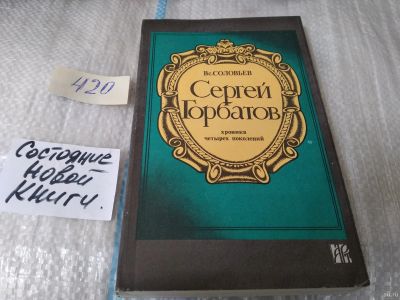 420
Состояние
новой
книги.
Вс.СОЛОВЬЕВ
Сергей
Горбатов
хроника
четырех поколений